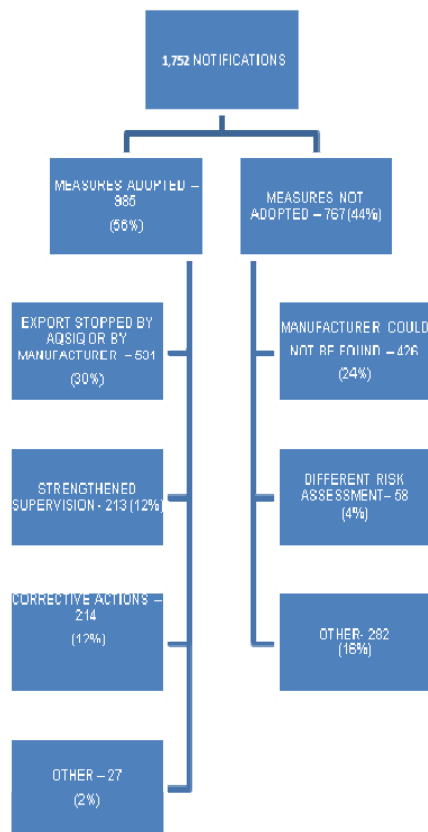 1,752 NOTIFICATIONS
MEASURES ADOPTED –
985
(56%)
MEASURES NOT
ADOPTED – 767 (44%)
EXPORT STOPPED BY
AQSIQ OR BY
MANUFACTURER – 531
(30%)
MANUFACTURER COULD
NOT BE FOUND – 426
(24%)
STRENGTHENED
SUPERVISION - 213 (12%)
DIFFERENT RISK
ASSESSMENT– 58
(4%)
CORRECTIVE ACTIONS –
214
(12%)
OTHER- 282
(16%)
OTHER – 27
(2%)